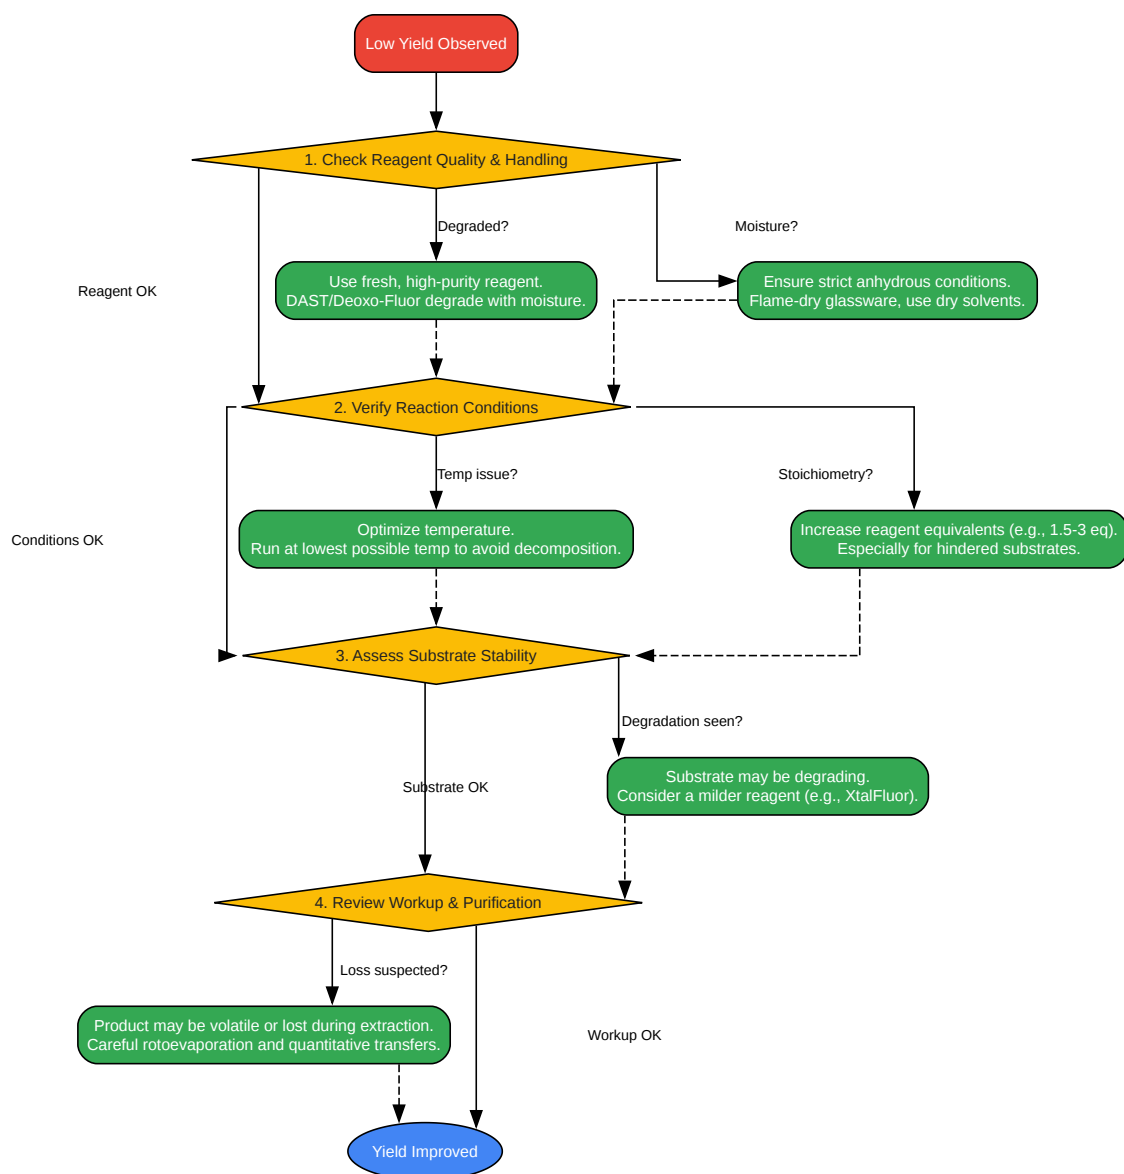 Low Yield Observed
1. Check Reagent Quality & Handling
Degraded?
Moisture?
Reagent OK
Use fresh, high-purity reagent.
DAST/Deoxo-Fluor degrade with moisture.
Ensure strict anhydrous conditions.
Flame-dry glassware, use dry solvents.
2. Verify Reaction Conditions
Temp issue?
Stoichiometry?
Conditions OK
Optimize temperature.
Run at lowest possible temp to avoid decomposition.
Increase reagent equivalents (e.g., 1.5-3 eq).
Especially for hindered substrates.
3. Assess Substrate Stability
Degradation seen?
Substrate OK
Substrate may be degrading.
Consider a milder reagent (e.g., XtalFluor).
4. Review Workup & Purification
Loss suspected?
Workup OK
Product may be volatile or lost during extraction.
Careful rotoevaporation and quantitative transfers.
Yield Improved